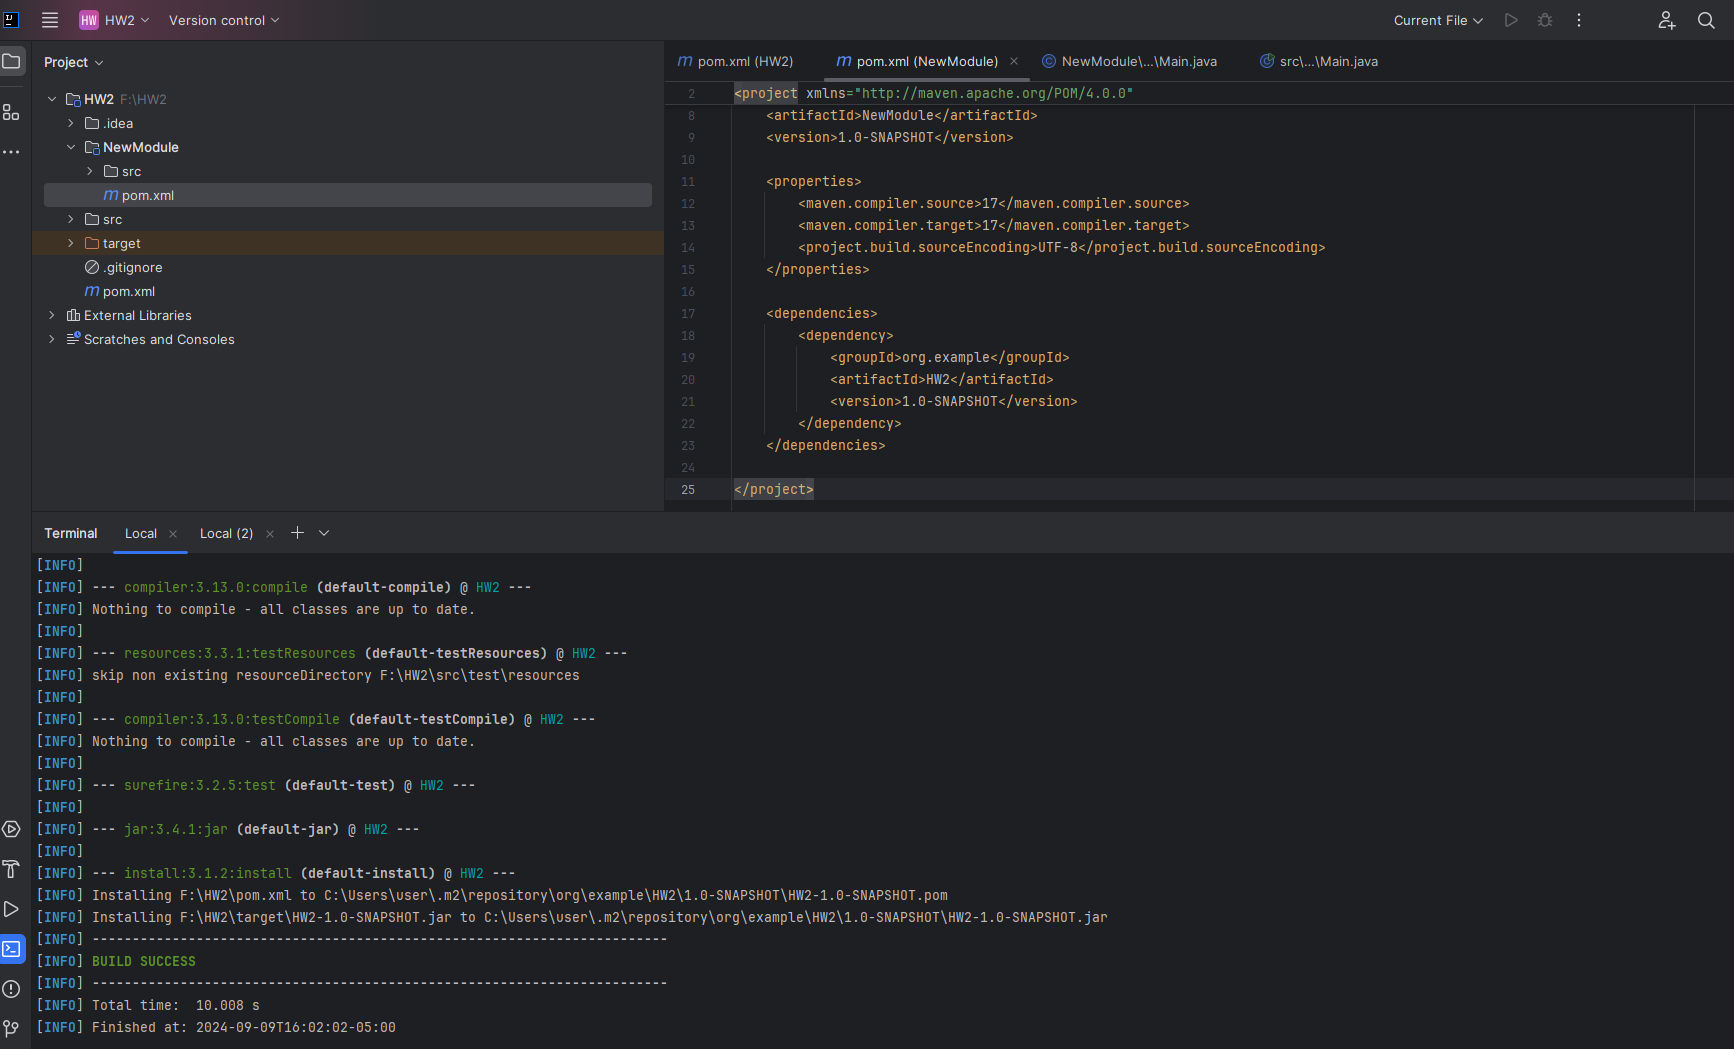 HW HW2 Version control Current File
Project
HW2 F:\HW2
.idea
NewModule
src
m pom.xml
src
target
.gitignore
m pom.xml
External Libraries
Scratches and Consoles
m pom.xml (HW2) m pom.xml (NewModule) NewModule\...\Main.java src\...\Main.java
2 <project xmlns="http://maven.apache.org/POM/4.0.0"
8 <artifactId>NewModule</artifactId>
9 <version>1.0-SNAPSHOT</version>
10
11 <properties>
12 <maven.compiler.source>17</maven.compiler.source>
13 <maven.compiler.target>17</maven.compiler.target>
14 <project.build.sourceEncoding>UTF-8</project.build.sourceEncoding>
15 </properties>
16
17 <dependencies>
18 <dependency>
19 <groupId>org.example</groupId>
20 <artifactId>HW2</artifactId>
21 <version>1.0-SNAPSHOT</version>
22 </dependency>
23 </dependencies>
24
25 </project>
Terminal Local Local (2)
[INFO]
[INFO] --- compiler:3.13.0:compile (default-compile) @ HW2 ---
[INFO] Nothing to compile - all classes are up to date.
[INFO]
[INFO] --- resources:3.3.1:testResources (default-testResources) @ HW2 ---
[INFO] skip non existing resourceDirectory F:\HW2\src\test\resources
[INFO]
[INFO] --- compiler:3.13.0:testCompile (default-testCompile) @ HW2 ---
[INFO] Nothing to compile - all classes are up to date.
[INFO]
[INFO] --- surefire:3.2.5:test (default-test) @ HW2 ---
[INFO]
[INFO] --- jar:3.4.1:jar (default-jar) @ HW2 ---
[INFO]
[INFO] --- install:3.1.2:install (default-install) @ HW2 ---
[INFO] Installing F:\HW2\pom.xml to C:\Users\user\.m2\repository\org\example\HW2\1.0-SNAPSHOT\HW2-1.0-SNAPSHOT.pom
[INFO] Installing F:\HW2\target\HW2-1.0-SNAPSHOT.jar to C:\Users\user\.m2\repository\org\example\HW2\1.0-SNAPSHOT\HW2-1.0-SNAPSHOT.jar
[INFO] ------------------------------------------------------------------------
[INFO] BUILD SUCCESS
[INFO] ------------------------------------------------------------------------
[INFO] Total time:  10.008 s
[INFO] Finished at: 2024-09-09T16:02:02-05:00